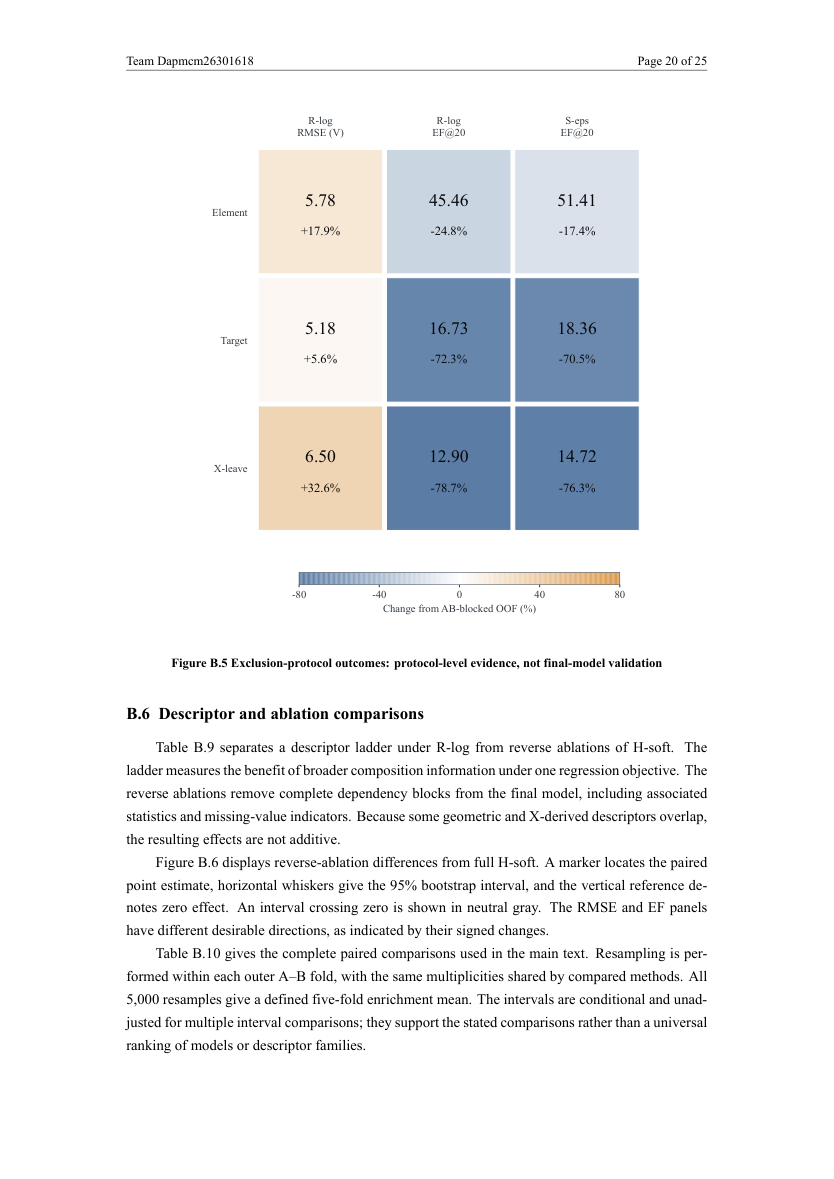 Team Dapmcm26301618 Page 20 of 25
R-log R-log S-eps
RMSE (V) EF@20 EF@20
Element 5.78 45.46 51.41
+17.9% -24.8% -17.4%
Target 5.18 16.73 18.36
+5.6% -72.3% -70.5%
X-leave 6.50 12.90 14.72
+32.6% -78.7% -76.3%
-80 -40 0 40 80
Change from AB-blocked OOF (%)
Figure B.5 Exclusion-protocol outcomes: protocol-level evidence, not final-model validation
B.6 Descriptor and ablation comparisons
Table B.9 separates a descriptor ladder under R-log from reverse ablations of H-soft. The
ladder measures the benefit of broader composition information under one regression objective. The
reverse ablations remove complete dependency blocks from the final model, including associated
statistics and missing-value indicators. Because some geometric and X-derived descriptors overlap,
the resulting effects are not additive.
Figure B.6 displays reverse-ablation differences from full H-soft. A marker locates the paired
point estimate, horizontal whiskers give the 95% bootstrap interval, and the vertical reference de-
notes zero effect. An interval crossing zero is shown in neutral gray. The RMSE and EF panels
have different desirable directions, as indicated by their signed changes.
Table B.10 gives the complete paired comparisons used in the main text. Resampling is per-
formed within each outer A–B fold, with the same multiplicities shared by compared methods. All
5,000 resamples give a defined five-fold enrichment mean. The intervals are conditional and unad-
justed for multiple interval comparisons; they support the stated comparisons rather than a universal
ranking of models or descriptor families.